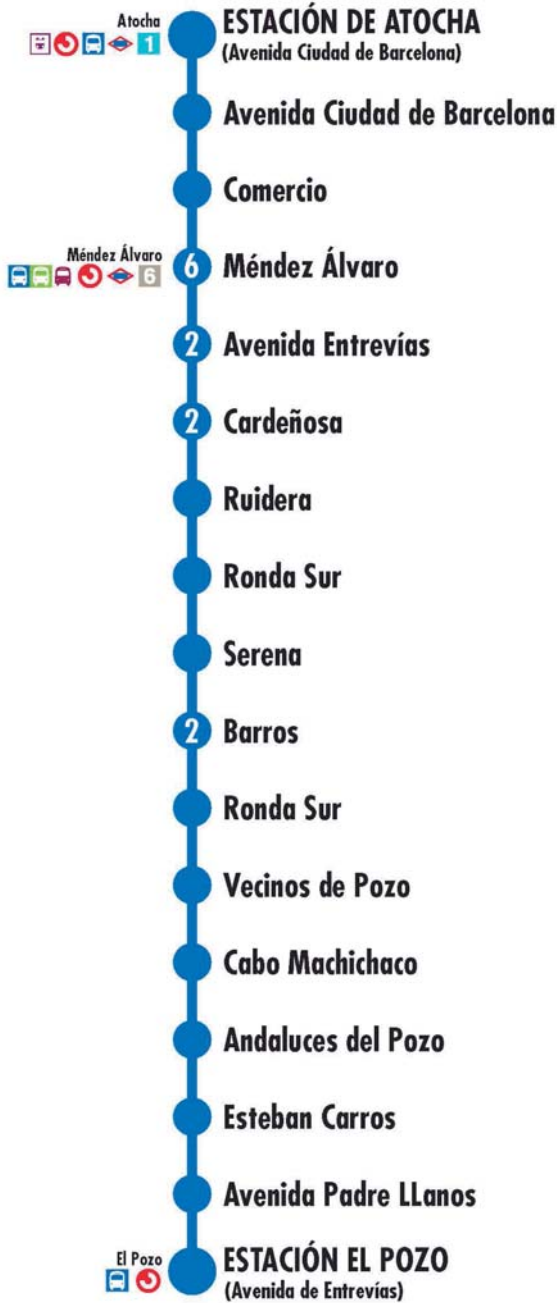 Atocha
1
ESTACIÓN DE ATOCHA
(Avenida Ciudad de Barcelona)
Avenida Ciudad de Barcelona
Comercio
Méndez Álvaro
6
6 Méndez Álvaro
2 Avenida Entrevías
2 Cardeñosa
Ruidera
Ronda Sur
Serena
2 Barros
Ronda Sur
Vecinos de Pozo
Cabo Machichaco
Andaluces del Pozo
Esteban Carros
Avenida Padre LLanos
El Pozo
ESTACIÓN EL POZO
(Avenida de Entrevías)